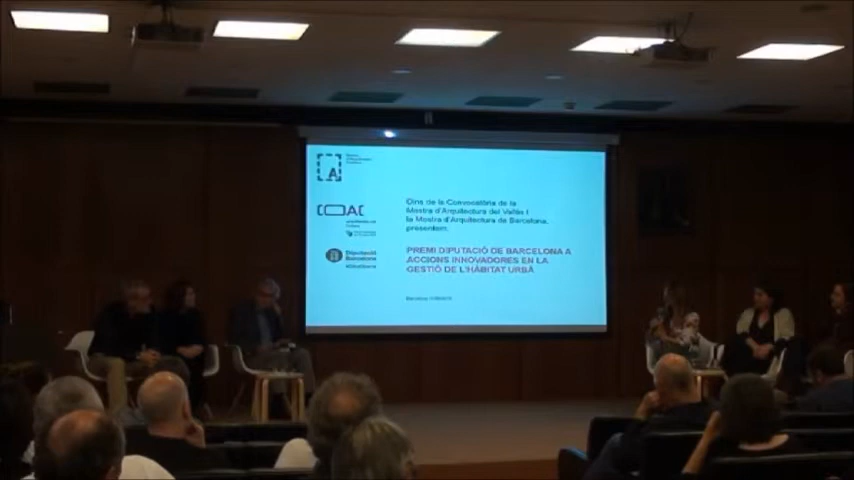 A
COAC
Diputació
Barcelona
Dins de la Convocatòria de la
Mostra d'Arquitectura del Vallès i
la Mostra d'Arquitectura de Barcelona,
presentem:
PREMI DIPUTACIÓ DE BARCELONA A
ACCIONS INNOVADORES EN LA
GESTIÓ DE L'HÀBITAT URBÀ